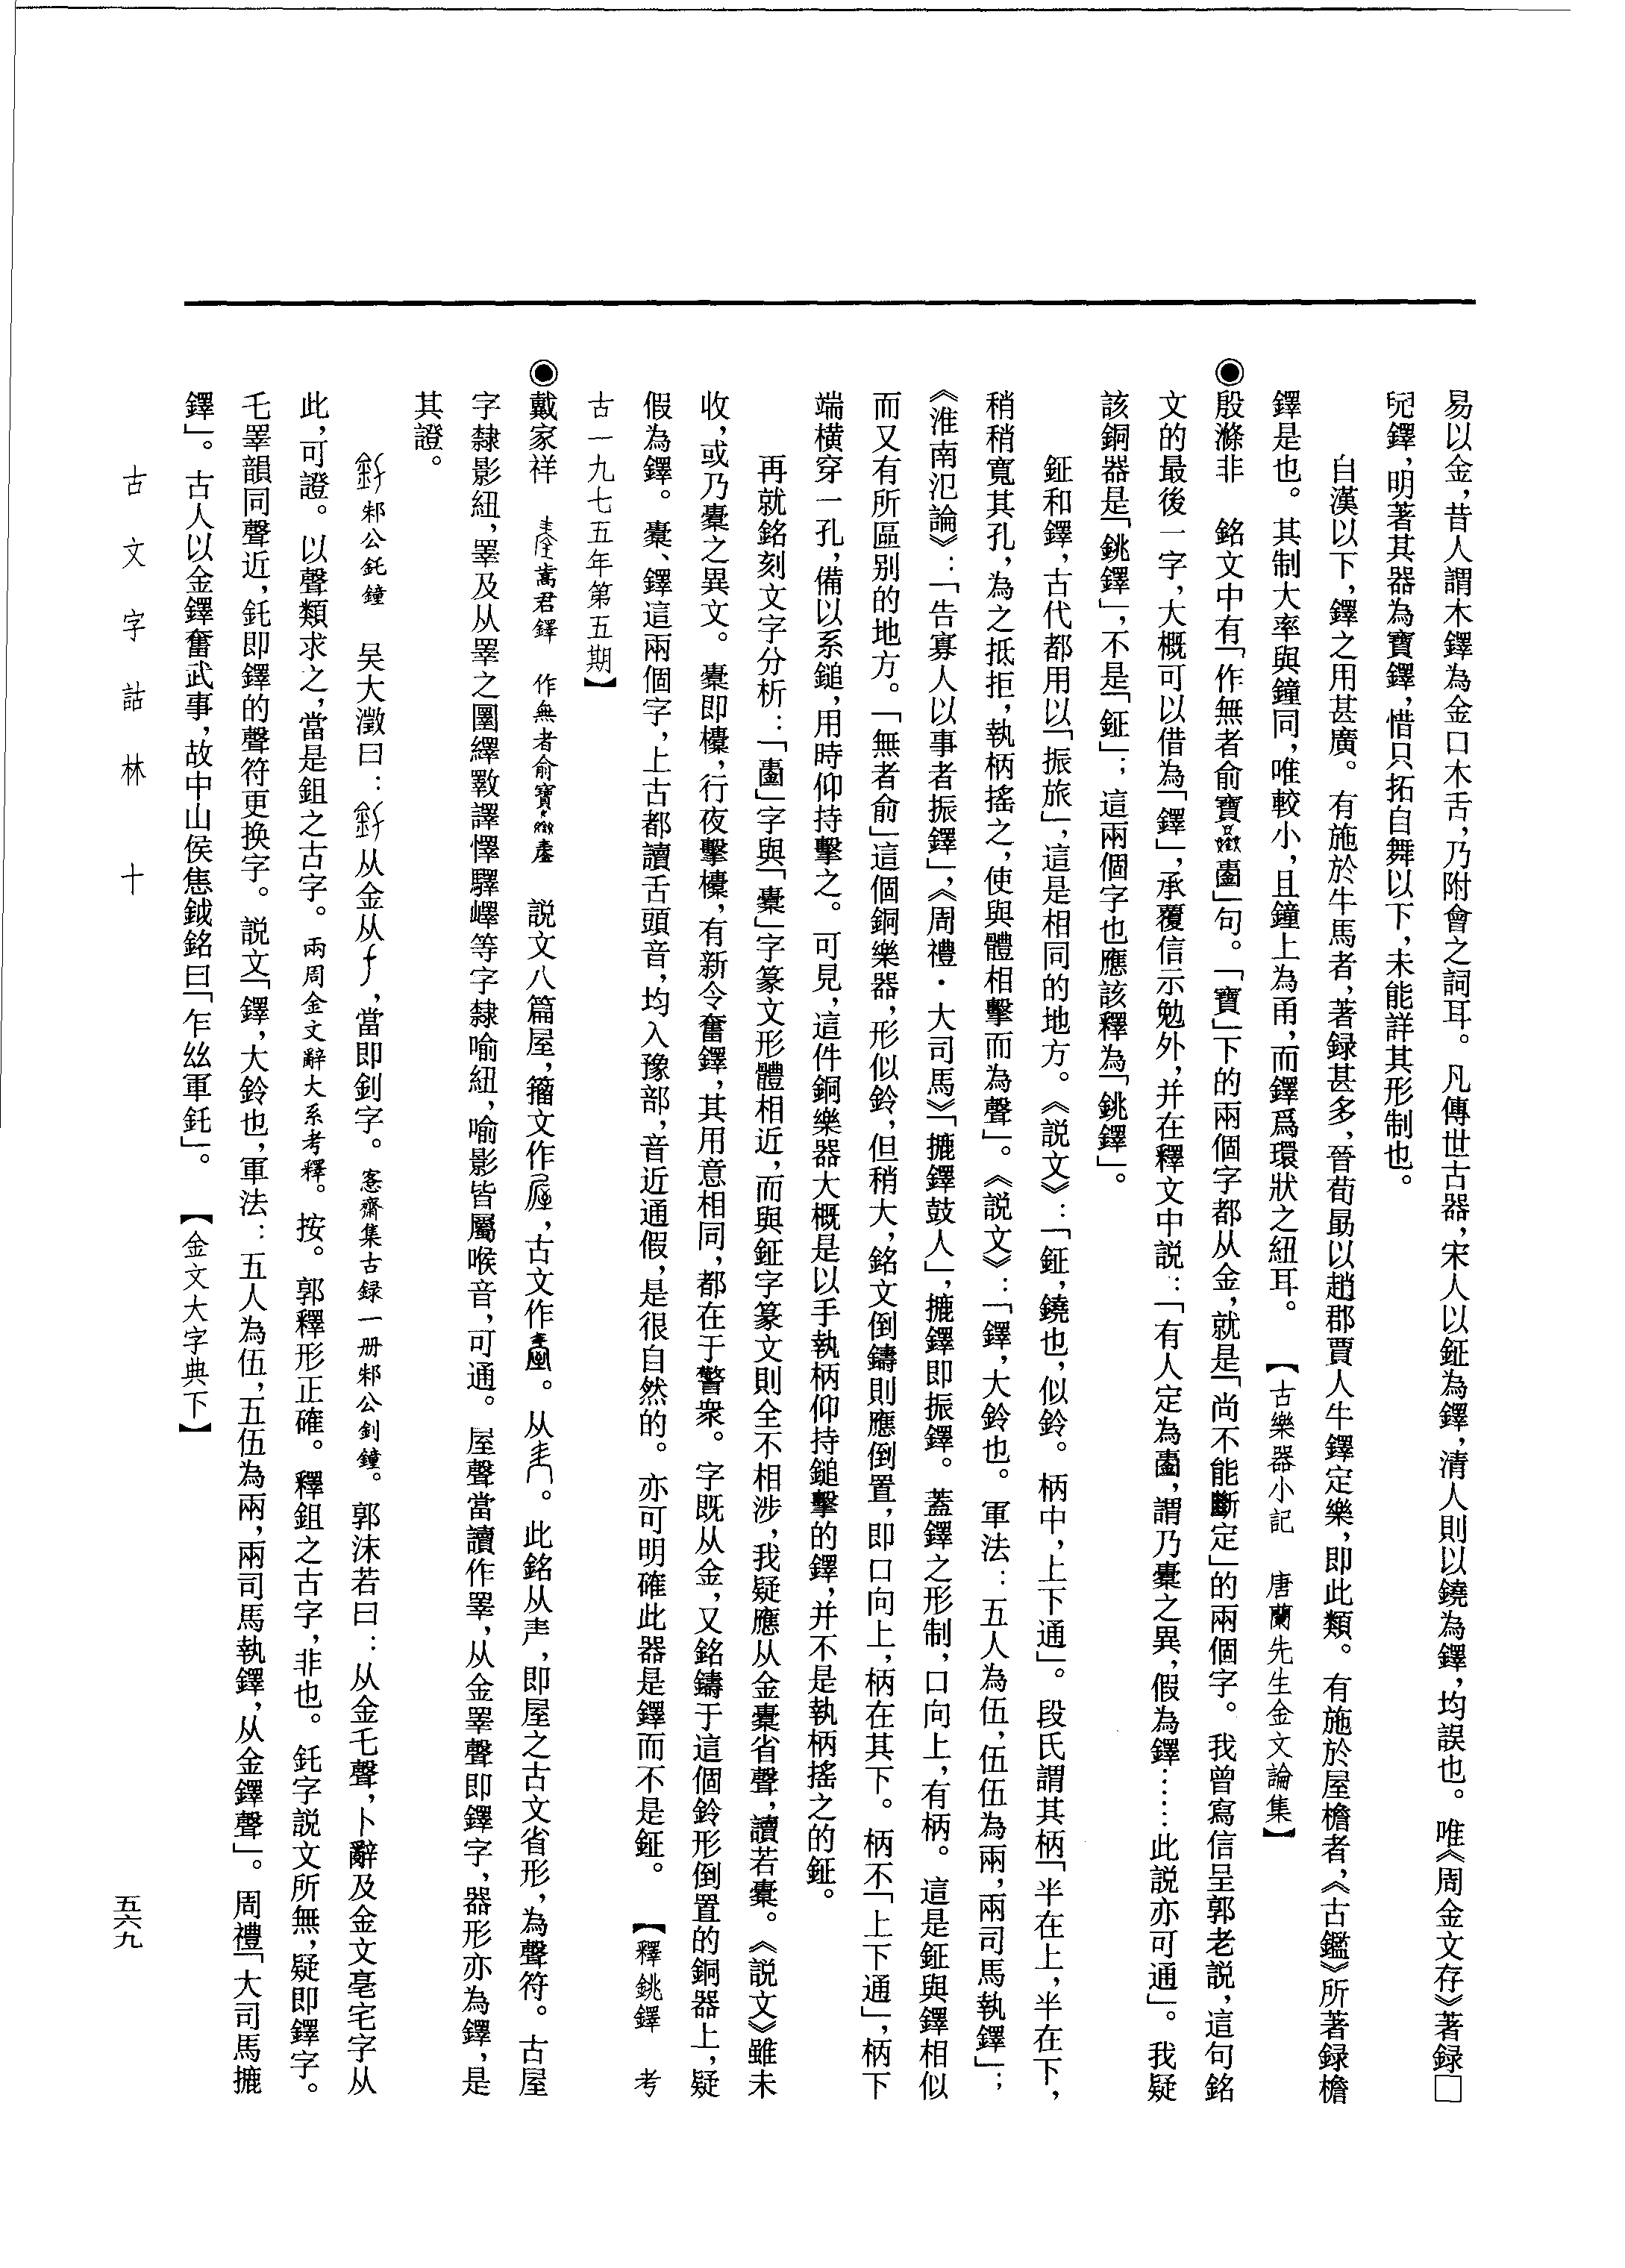 易以金，昔人謂木鐸為金口木舌，乃附會之詞耳。凡傳世古器，宋人以鉦為鐸，清人則以鐃為鐸，均誤也。唯《周金文存》著録□
兒鐸，明著其器為寶鐸，惜只拓自舞以下，未能詳其形制也。
自漢以下，鐸之用甚廣。有施於牛馬者，著録甚多，晉荀勗以趙郡賈人牛鐸定樂，即此類。有施於屋檐者，《古鑑》所著録檐
鐸是也。其制大率與鐘同，唯較小，且鐘上為甬，而鐸爲環狀之紐耳。【古樂器小記 唐蘭先生金文論集】
◉殷滌非 銘文中有「作無者俞寶」句。「寶」下的兩個字都从金，就是「尚不能斷定」的兩個字。我曾寫信呈郭老説，這句銘
文的最後一字，大概可以借為「鐸」，承覆信示勉外，并在釋文中説：「有人定為，謂乃橐之異，假為鐸……此説亦可通」。我疑
該銅器是「銚鐸」，不是「鉦」；這兩個字也應該釋為「銚鐸」。
鉦和鐸，古代都用以「振旅」，這是相同的地方。《説文》：「鉦，鐃也，似鈴。柄中，上下通」。段氏謂其柄「半在上，半在下，
稍稍寬其孔，為之抵拒，執柄搖之，使與體相擊而為聲」。《説文》：「鐸，大鈴也。軍法：五人為伍，伍伍為兩，兩司馬執鐸」；
《淮南氾論》：「告寡人以事者振鐸」，《周禮·大司馬》「摝鐸鼓人」，摝鐸即振鐸。蓋鐸之形制，口向上，有柄。這是鉦與鐸相似
而又有所區别的地方。「無者俞」這個銅樂器，形似鈴，但稍大，銘文倒鑄則應倒置，即口向上，柄在其下。柄不「上下通」，柄下
端横穿一孔，備以系鎚，用時仰持擊之。可見，這件銅樂器大概是以手執柄仰持鎚擊的鐸，并不是執柄搖之的鉦。
再就銘刻文字分析：「」字與「橐」字篆文形體相近，而與鉦字篆文則全不相涉，我疑應从金橐省聲，讀若橐。《説文》雖未
收，或乃橐之異文。橐即㯓，行夜擊㯓，有新令奮鐸，其用意相同，都在于警衆。字既从金，又銘鑄于這個鈴形倒置的銅器上，疑
假為鐸。橐、鐸這兩個字，上古都讀舌頭音，均入豫部，音近通假，是很自然的。亦可明確此器是鐸而不是鉦。【釋銚鐸 考
古一九七五年第五期】
◉戴家祥 嵩君鐸 作無者俞寶 説文八篇屋，籀文作，古文作。从。此銘从，即屋之古文省形，為聲符。古屋
字隸影紐，睪及从睪之圛繹斁譯懌驛嶧等字隸喻紐，喻影皆屬喉音，可通。屋聲當讀作睪，从金睪聲即鐸字，器形亦為鐸，是
其證。
邾公釛鐘 吴大澂曰：从金从，當即釗字。愙齋集古録一册邾公釗鐘。郭沫若曰：从金乇聲，卜辭及金文亳宅字从
此，可證。以聲類求之，當是鉏之古字。兩周金文辭大系考釋。按。郭釋形正確。釋鉏之古字，非也。釷字説文所無，疑即鐸字。
乇睪韻同聲近，即鐸的聲符更换字。説文「鐸，大鈴也，軍法：五人為伍，五伍為兩，兩司馬執鐸，从金鐸聲」。周禮「大司馬摝
鐸」。古人以金鐸奮武事，故中山侯㤂鉞銘曰「乍𢆶軍」。【金文大字典下】
古文字詁林 十
五六九